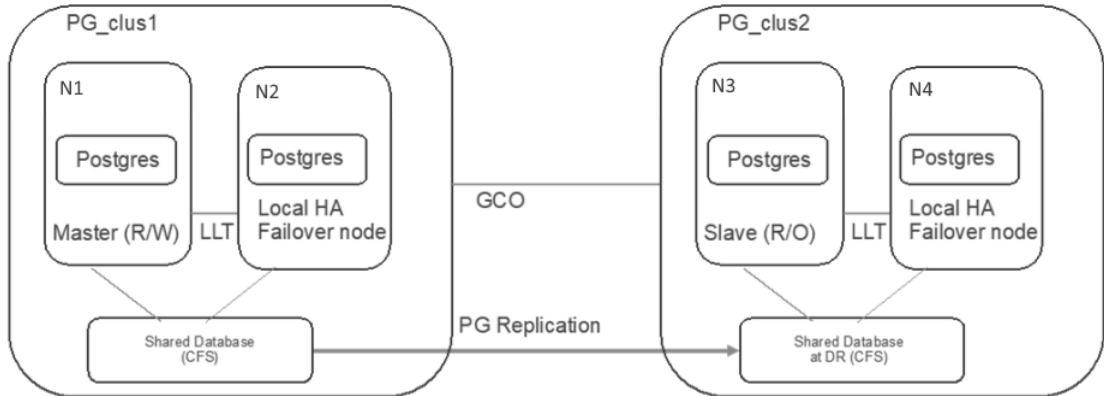 PG_clus1
N1
Postgres
Master (R/W)
LLT
N2
Postgres
Local HA
Failover node
Shared Database
(CFS)
GCO
PG Replication
PG_clus2
N3
Postgres
Slave (R/O)
LLT
N4
Postgres
Local HA
Failover node
Shared Database
at DR (CFS)